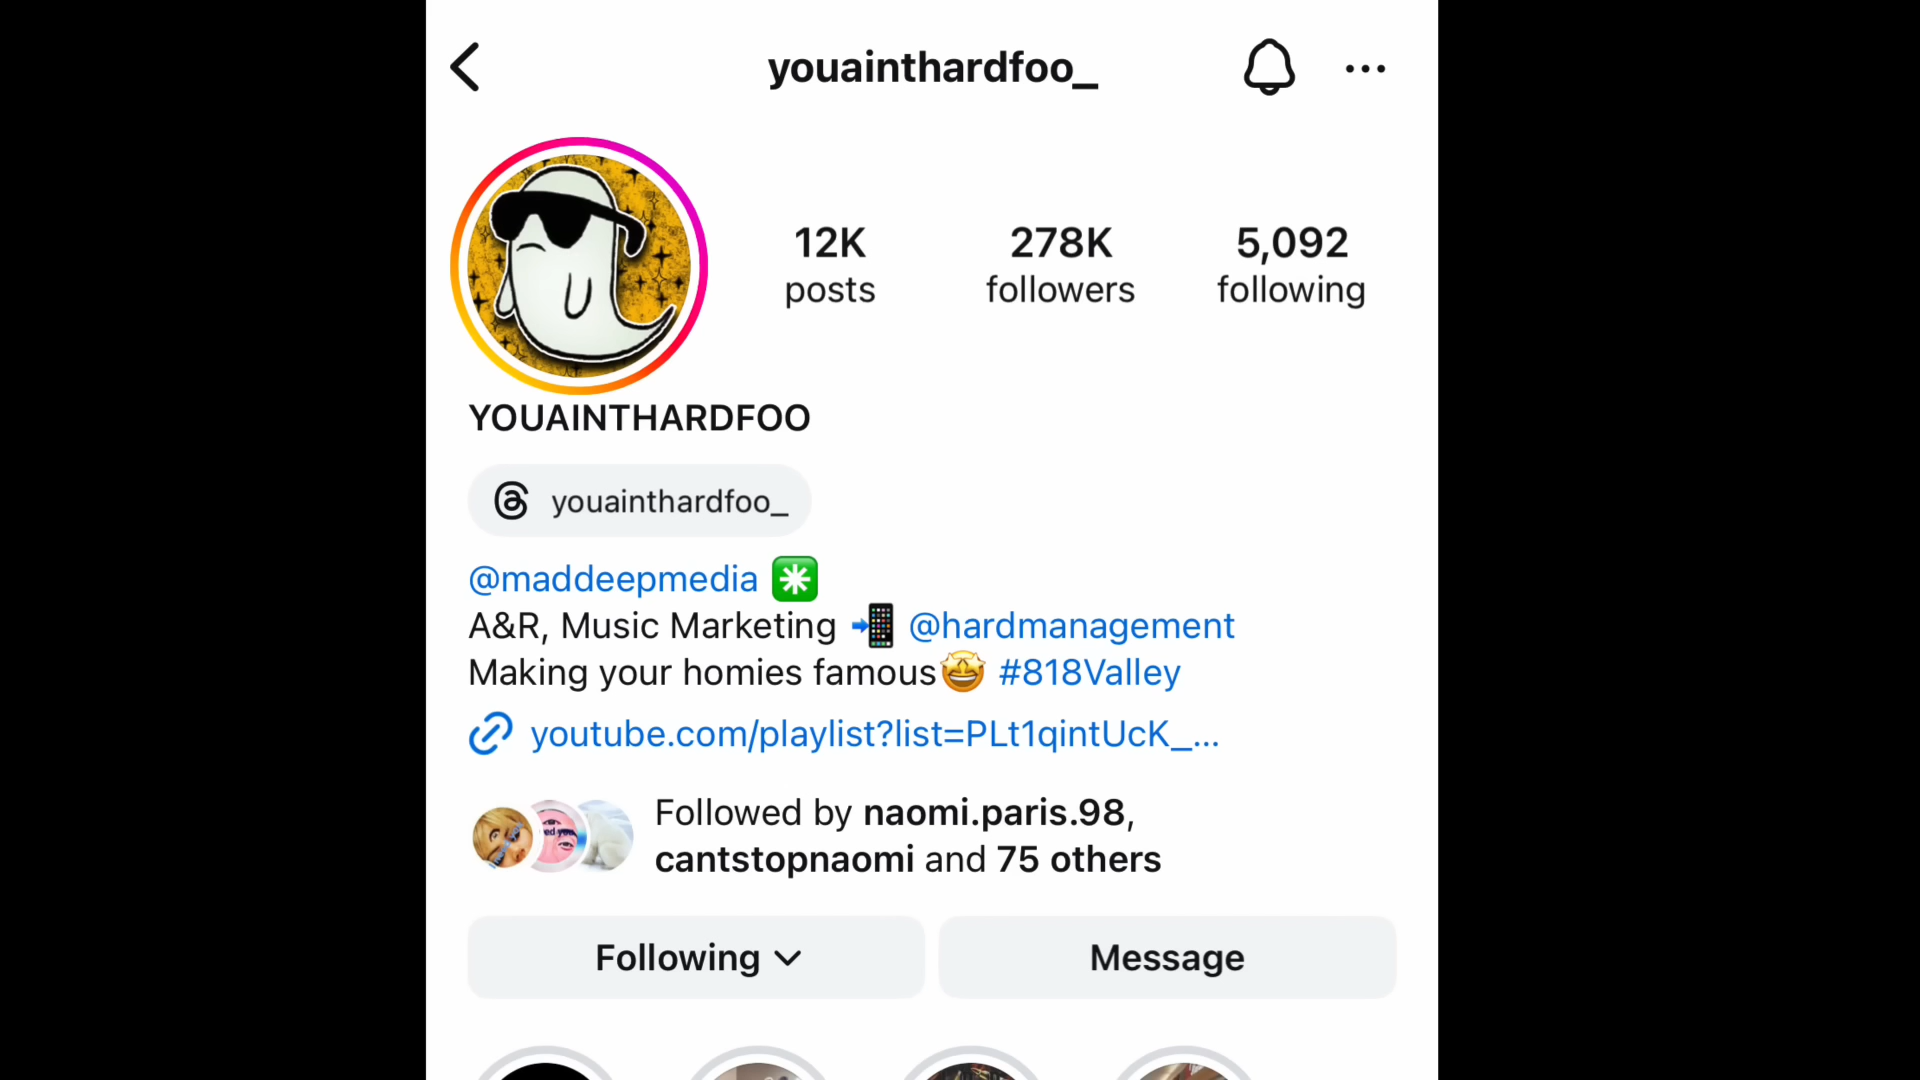 youainthardfoo_
12K
posts
278K
followers
5,092
following
YOUAINTHARDFOO
youainthardfoo_
@maddeepmedia ✳️
A&R, Music Marketing 📲 @hardmanagement
Making your homies famous🤩 #818Valley
youtube.com/playlist?list=PLt1qintUcK_...
Followed by naomi.paris.98,
cantstopnaomi and 75 others
Following
Message